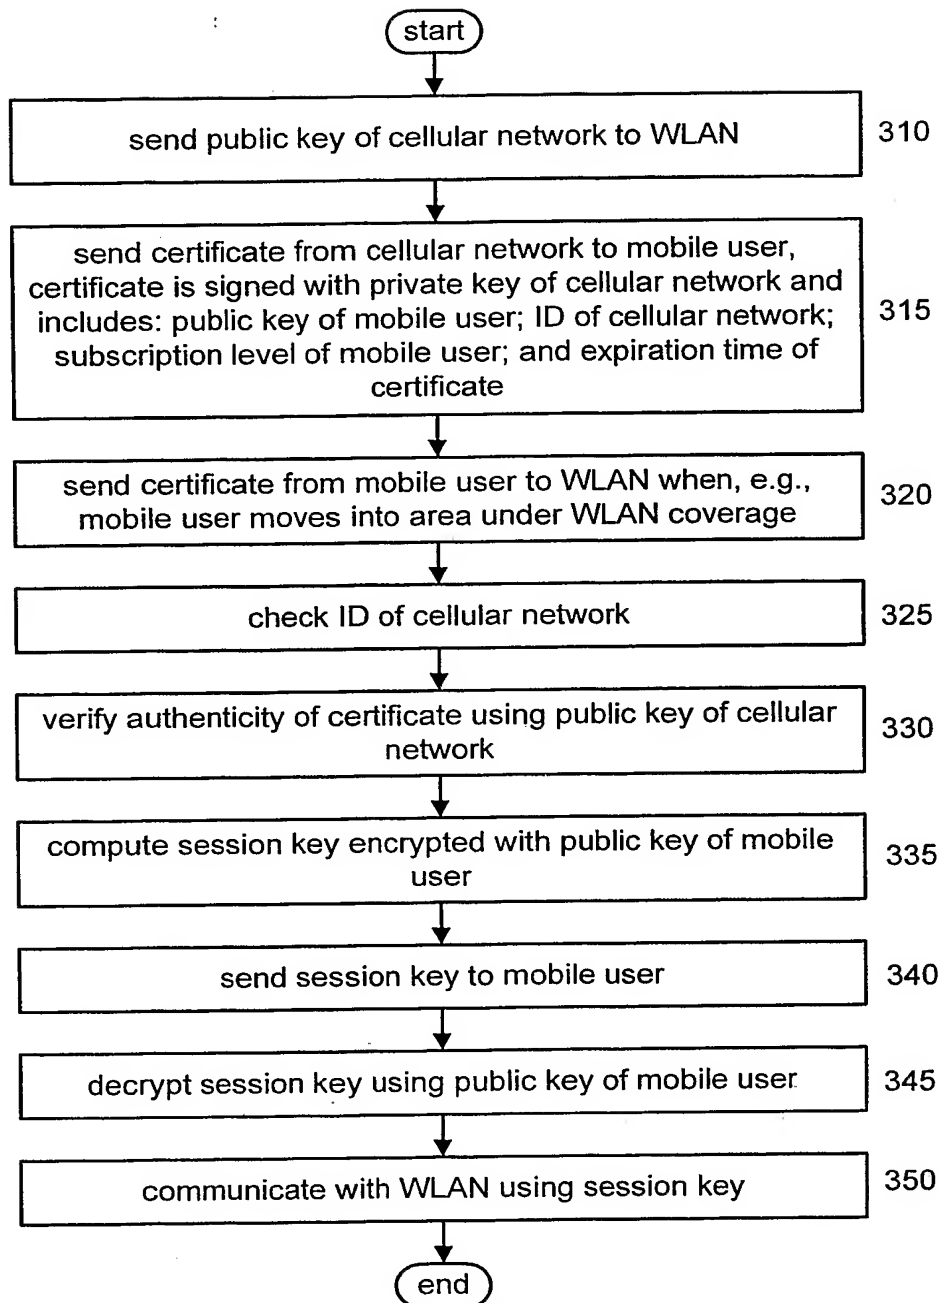 start
send public key of cellular network to WLAN
310
send certificate from cellular network to mobile user,
certificate is signed with private key of cellular network and
includes: public key of mobile user; ID of cellular network;
subscription level of mobile user; and expiration time of
certificate
315
send certificate from mobile user to WLAN when, e.g.,
mobile user moves into area under WLAN coverage
320
check ID of cellular network
325
verify authenticity of certificate using public key of cellular
network
330
compute session key encrypted with public key of mobile
user
335
send session key to mobile user
340
decrypt session key using public key of mobile user
345
communicate with WLAN using session key
350
end